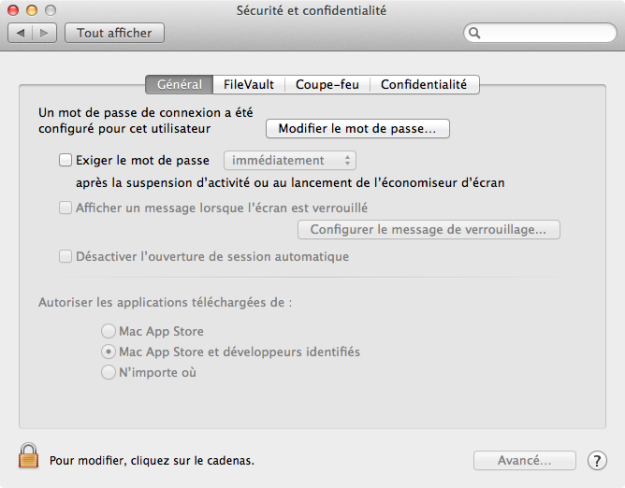 Sécurité et confidentialité
Tout afficher
Général FileVault Coupe-feu Confidentialité
Un mot de passe de connexion a été
configuré pour cet utilisateur
Modifier le mot de passe...
Exiger le mot de passe immédiatement
après la suspension d'activité ou au lancement de l'économiseur d'écran
Afficher un message lorsque l'écran est verrouillé
Configurer le message de verrouillage...
Désactiver l'ouverture de session automatique
Autoriser les applications téléchargées de :
Mac App Store
Mac App Store et développeurs identifiés
N'importe où
Pour modifier, cliquez sur le cadenas.
Avancé... ?